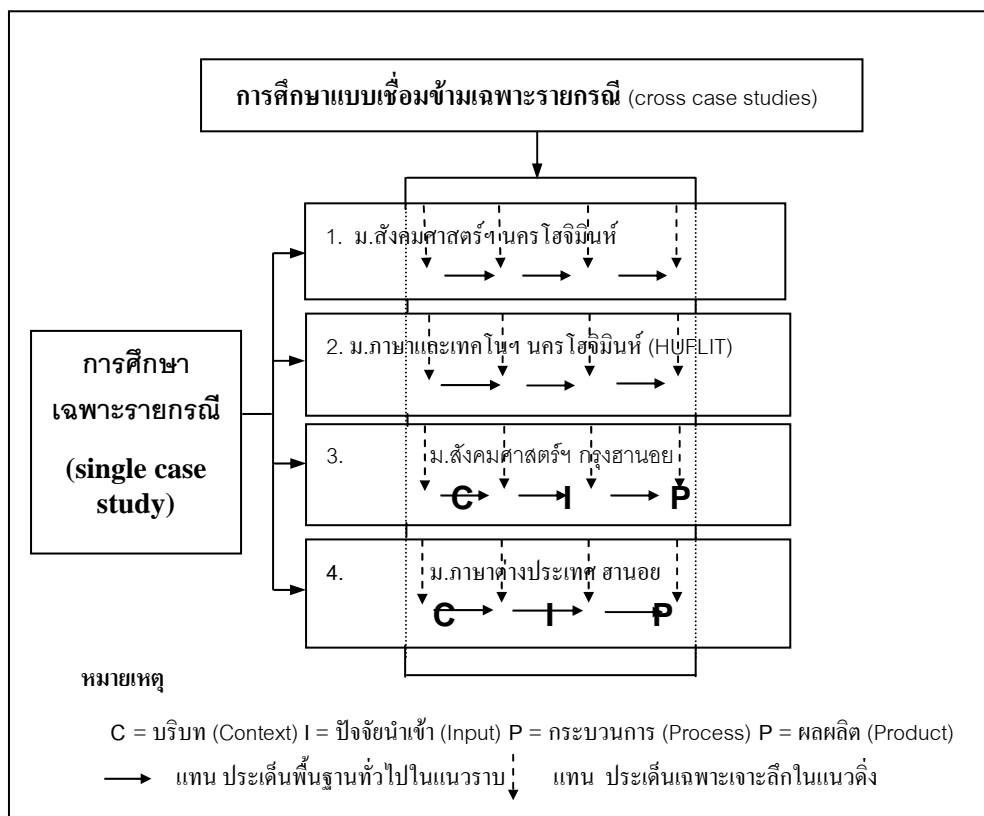 การศึกษาแบบเชื่อมข้ามเฉพาะรายกรณี (cross case studies)
1. ม.สังคมศาสตร์ฯ นครโฮจิมินห์
2. ม.ภาษาและเทคโนฯ นครโฮจิมินห์ (HUFLIT)
การศึกษา
เฉพาะรายกรณี
(single case
study)
3. ม.สังคมศาสตร์ฯ กรุงฮานอย
C I P
4. ม.ภาษาต่างประเทศ ฮานอย
C I P
หมายเหตุ
C = บริบท (Context) I = ปัจจัยนำเข้า (Input) P = กระบวนการ (Process) P = ผลผลิต (Product)
แทน ประเด็นพื้นฐานทั่วไปในแนวราบ แทน ประเด็นเฉพาะเจาะลึกในแนวดิ่ง